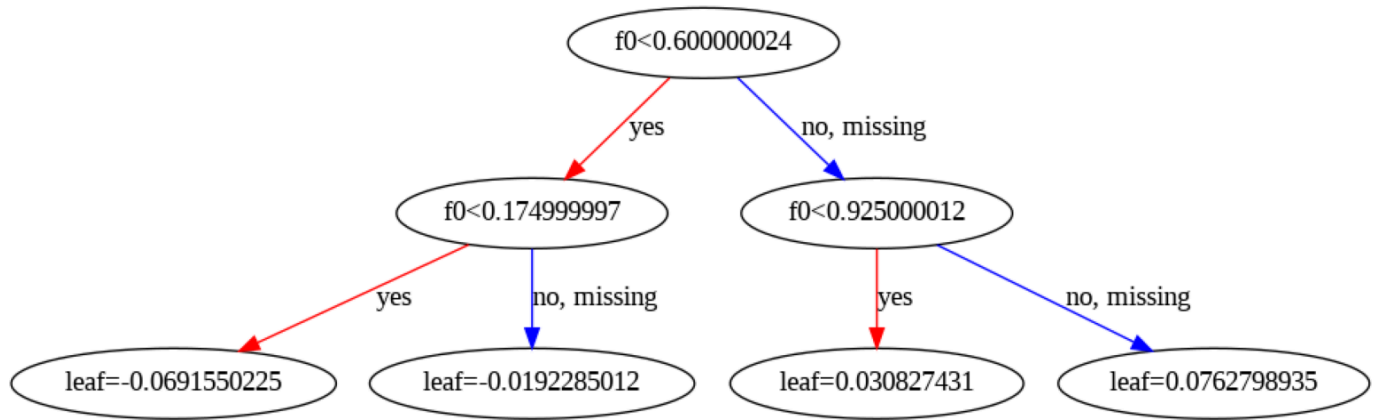 f0<0.600000024
yes
no, missing
f0<0.174999997
f0<0.925000012
yes
no, missing
yes
no, missing
leaf=-0.0691550225
leaf=-0.0192285012
leaf=0.030827431
leaf=0.0762798935